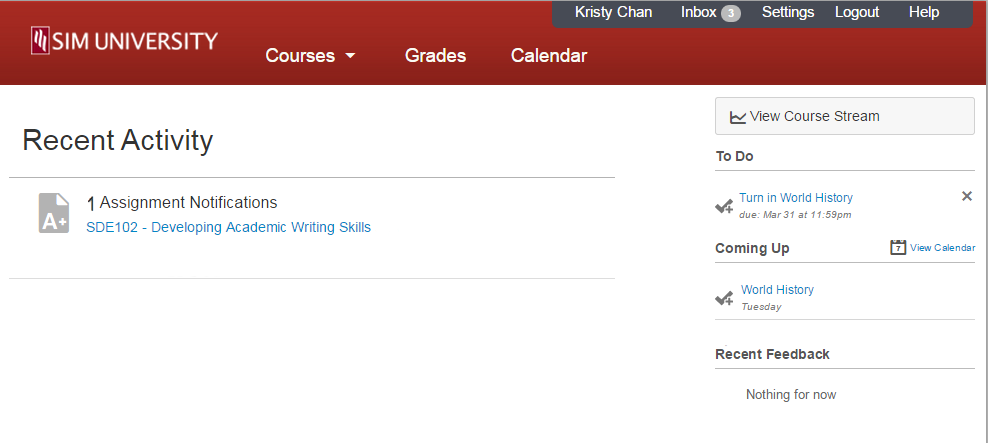 Kristy Chan Inbox 3 Settings Logout Help
SIM UNIVERSITY
Courses Grades Calendar
Recent Activity
A+
1 Assignment Notifications
SDE102 - Developing Academic Writing Skills
View Course Stream
To Do
Turn in World History
due: Mar 31 at 11:59pm
Coming Up
7 View Calendar
World History
Tuesday
Recent Feedback
Nothing for now